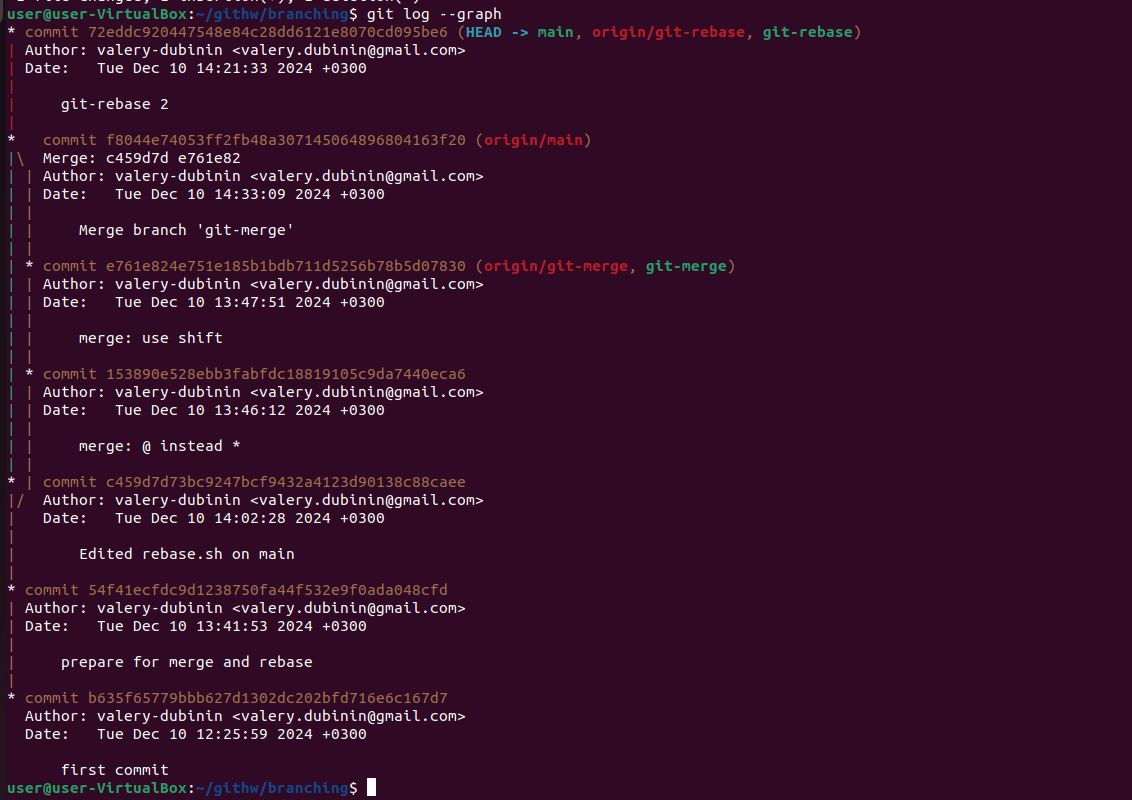 user@user-VirtualBox:~/githw/branching$ git log --graph
* commit 72eddc920447548e84c28dd6121e8070cd095be6 (HEAD -> main, origin/git-rebase, git-rebase)
| Author: valery-dubinin <valery.dubinin@gmail.com>
| Date:   Tue Dec 10 14:21:33 2024 +0300
|
|     git-rebase 2
|
*   commit f8044e74053ff2fb48a307145064896804163f20 (origin/main)
|\  Merge: c459d7d e761e82
| | Author: valery-dubinin <valery.dubinin@gmail.com>
| | Date:   Tue Dec 10 14:33:09 2024 +0300
| |
| |     Merge branch 'git-merge'
| |
| * commit e761e824e751e185b1bdb711d5256b78b5d07830 (origin/git-merge, git-merge)
| | Author: valery-dubinin <valery.dubinin@gmail.com>
| | Date:   Tue Dec 10 13:47:51 2024 +0300
| |
| |     merge: use shift
| |
| * commit 153890e528ebb3fabfdc18819105c9da7440eca6
| | Author: valery-dubinin <valery.dubinin@gmail.com>
| | Date:   Tue Dec 10 13:46:12 2024 +0300
| |
| |     merge: @ instead *
| |
* | commit c459d7d73bc9247bcf9432a4123d90138c88caee
|/  Author: valery-dubinin <valery.dubinin@gmail.com>
|   Date:   Tue Dec 10 14:02:28 2024 +0300
|
|       Edited rebase.sh on main
|
* commit 54f41ecfdc9d1238750fa44f532e9f0ada048cfd
| Author: valery-dubinin <valery.dubinin@gmail.com>
| Date:   Tue Dec 10 13:41:53 2024 +0300
|
|     prepare for merge and rebase
|
* commit b635f65779bbb627d1302dc202bfd716e6c167d7
  Author: valery-dubinin <valery.dubinin@gmail.com>
  Date:   Tue Dec 10 12:25:59 2024 +0300

      first commit
user@user-VirtualBox:~/githw/branching$